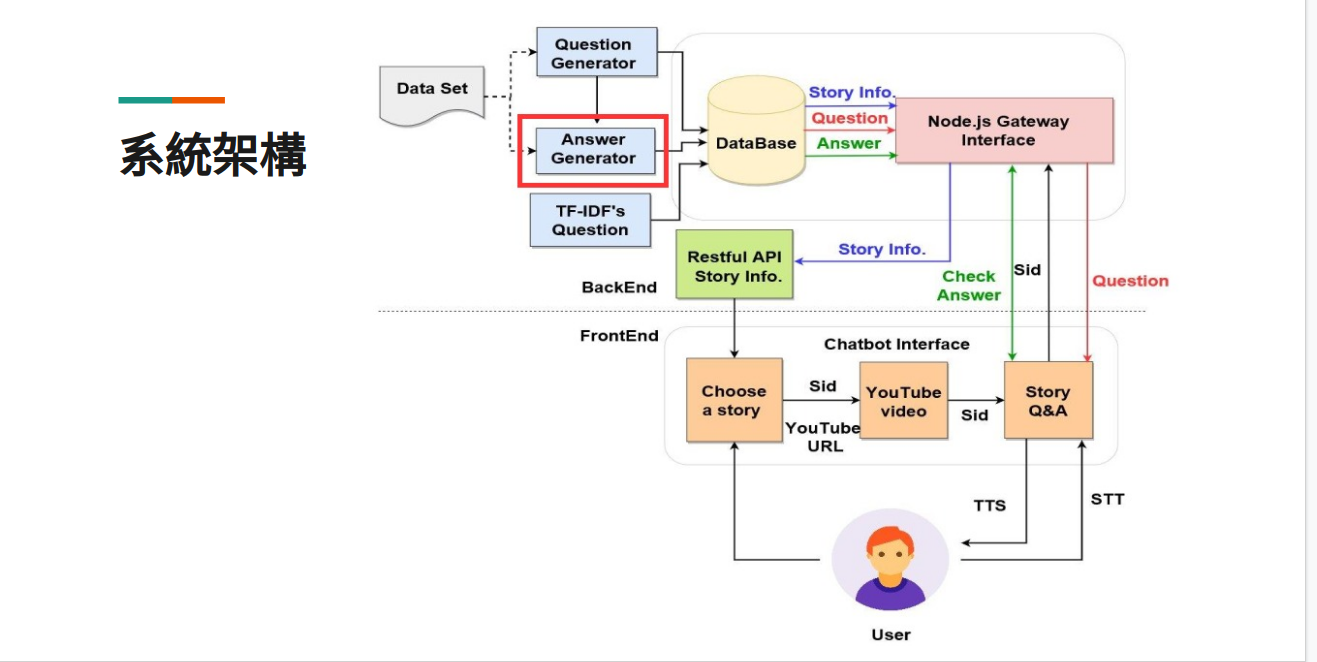 系統架構
Data Set
Question
Generator
Answer
Generator
TF-IDF's
Question
DataBase
Story Info.
Question
Answer
Node.js Gateway
Interface
Restful API
Story Info.
Story Info.
Check
Answer
Sid
Question
BackEnd
FrontEnd
Chatbot Interface
Choose
a story
Sid
YouTube
URL
YouTube
video
Sid
Story
Q&A
TTS
STT
User